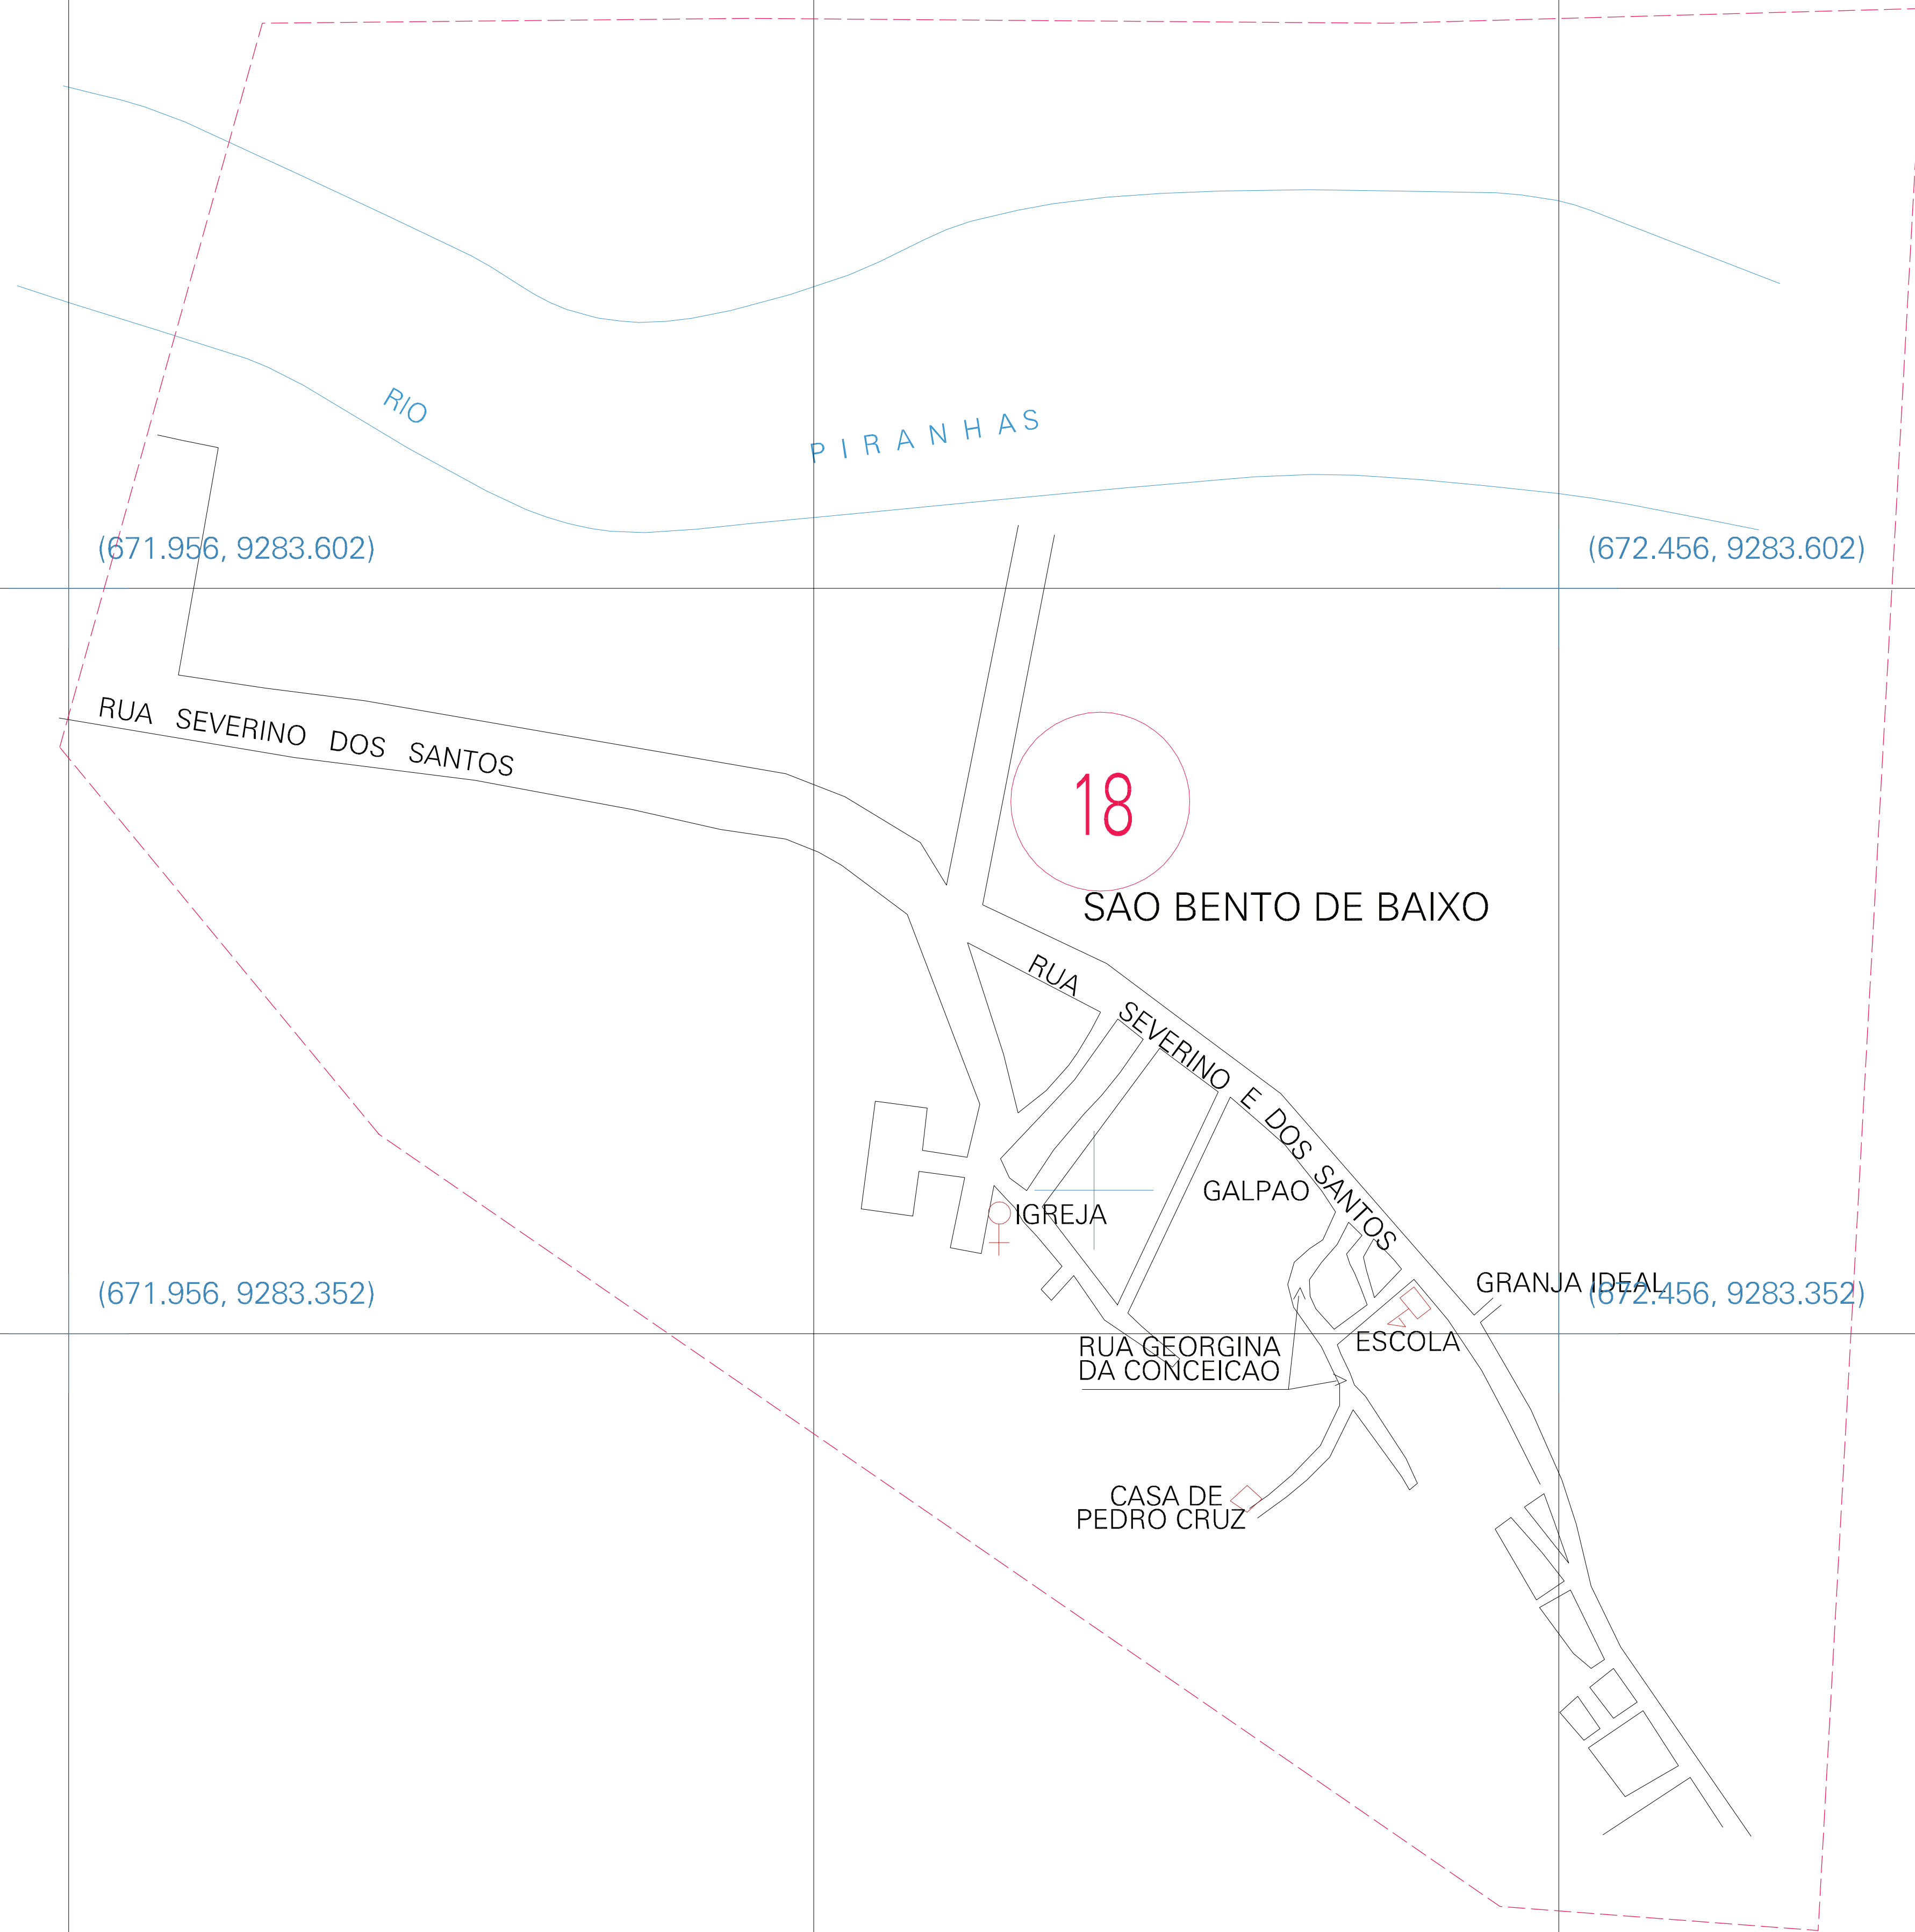 RIO
PIRANHAS
(671.956, 9283.602)
(672.456, 9283.602)
RUA SEVERINO DOS SANTOS
18
SAO BENTO DE BAIXO
RUA SEVERINO E DOS SANTOS
GALPAO
IGREJA
GRANJA IDEAL
(671.956, 9283.352)
(672.456, 9283.352)
RUA GEORGINA
DA CONCEICAO
ESCOLA
CASA DE
PEDRO CRUZ